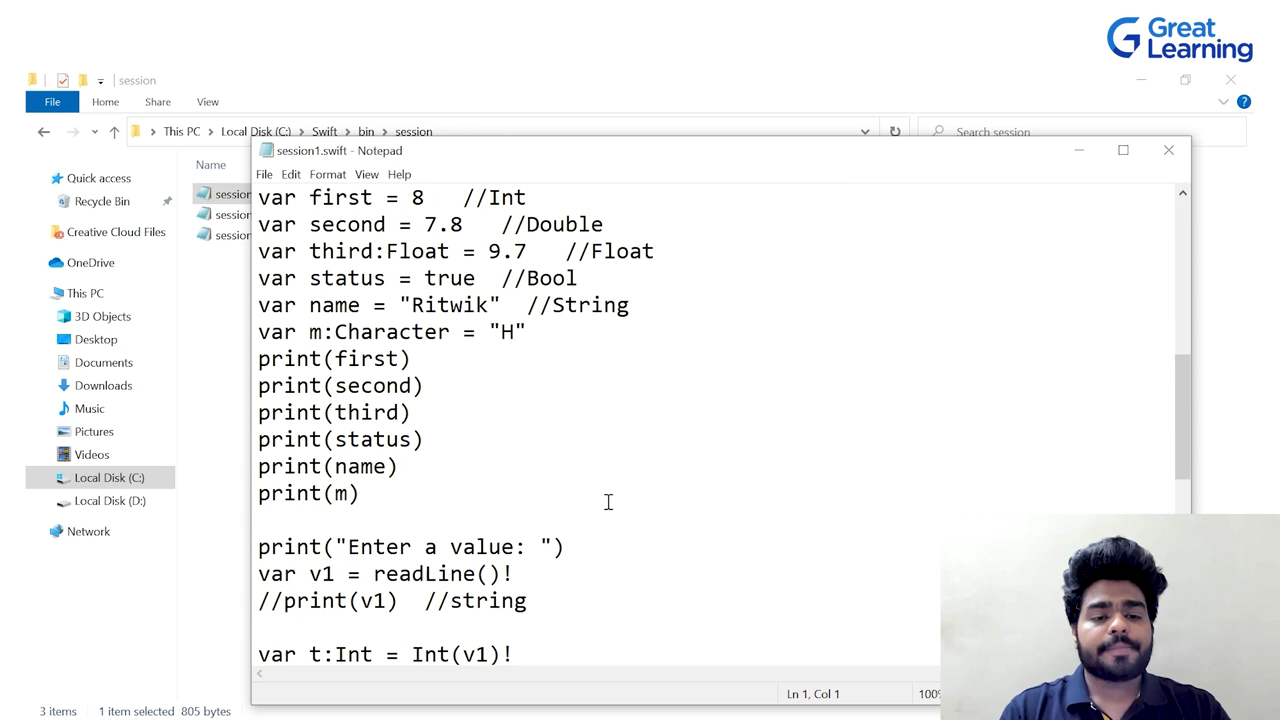 Great
Learning
session
File
Home
Share
View
This PC
Local Disk (C:)
Swift
bin
session
Search session
Name
Quick access
Recycle Bin
Creative Cloud Files
OneDrive
This PC
3D Objects
Desktop
Documents
Downloads
Music
Pictures
Videos
Local Disk (C:)
Local Disk (D:)
Network
session
session
session
session1.swift - Notepad
File Edit Format View Help
var first = 8 //Int
var second = 7.8 //Double
var third:Float = 9.7 //Float
var status = true //Bool
var name = "Ritwik" //String
var m:Character = "H"
print(first)
print(second)
print(third)
print(status)
print(name)
print(m)
print("Enter a value: ")
var v1 = readLine()!
//print(v1) //string
var t:Int = Int(v1)!
Ln 1, Col 1
100%
3 items
1 item selected 805 bytes